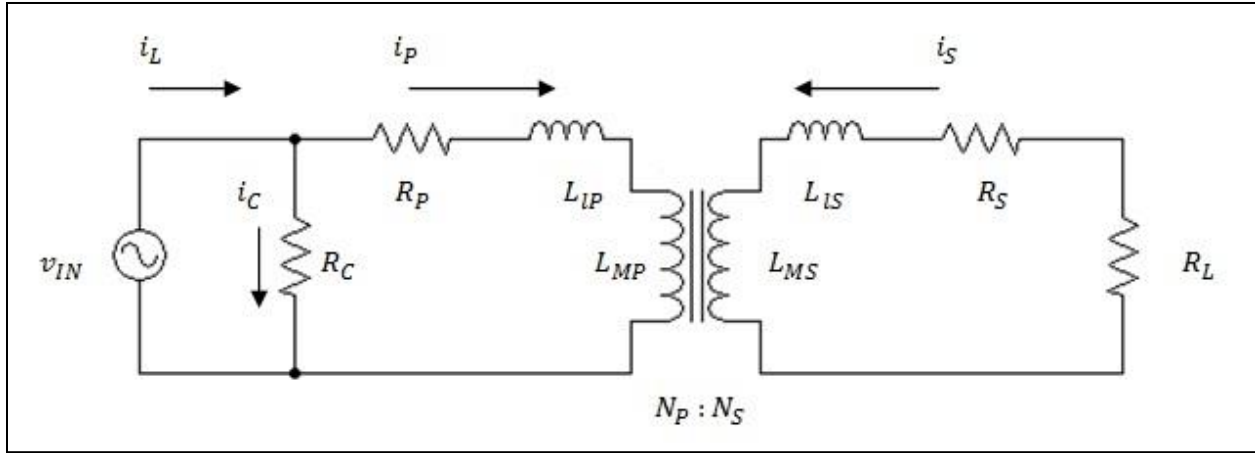 i_L i_P i_S
i_C R_P L_lP L_lS R_S
v_IN R_C L_MP L_MS R_L
N_P : N_S